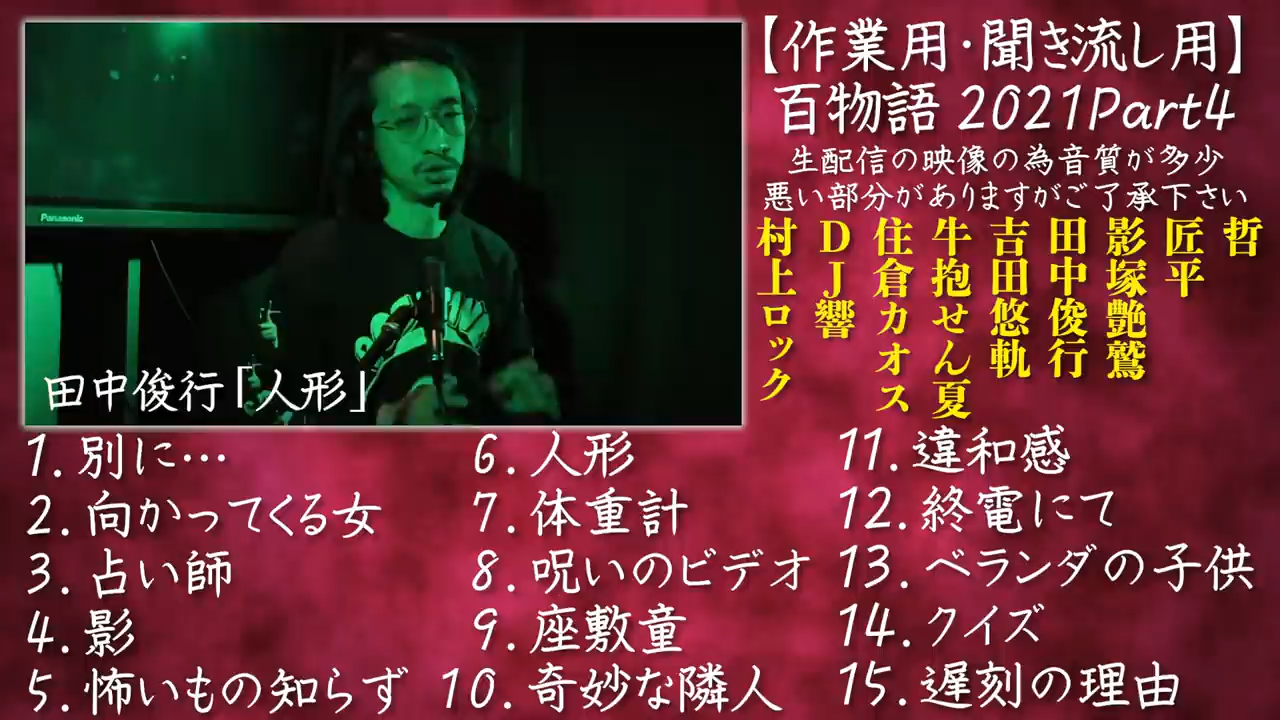 【作業用・聞き流し用】
百物語 2021Part4
生配信の映像の為音質が多少
悪い部分がありますがご了承下さい
哲
匠平
影塚艶鷲
田中俊行
吉田悠軌
牛抱せん夏
住倉カオス
DJ響
村上ロック
Panasonic
田中俊行「人形」
1.別に…
2.向かってくる女
3.占い師
4.影
5.怖いもの知らず
6.人形
7.体重計
8.呪いのビデオ
9.座敷童
10.奇妙な隣人
11.違和感
12.終電にて
13.ベランダの子供
14.クイズ
15.遅刻の理由